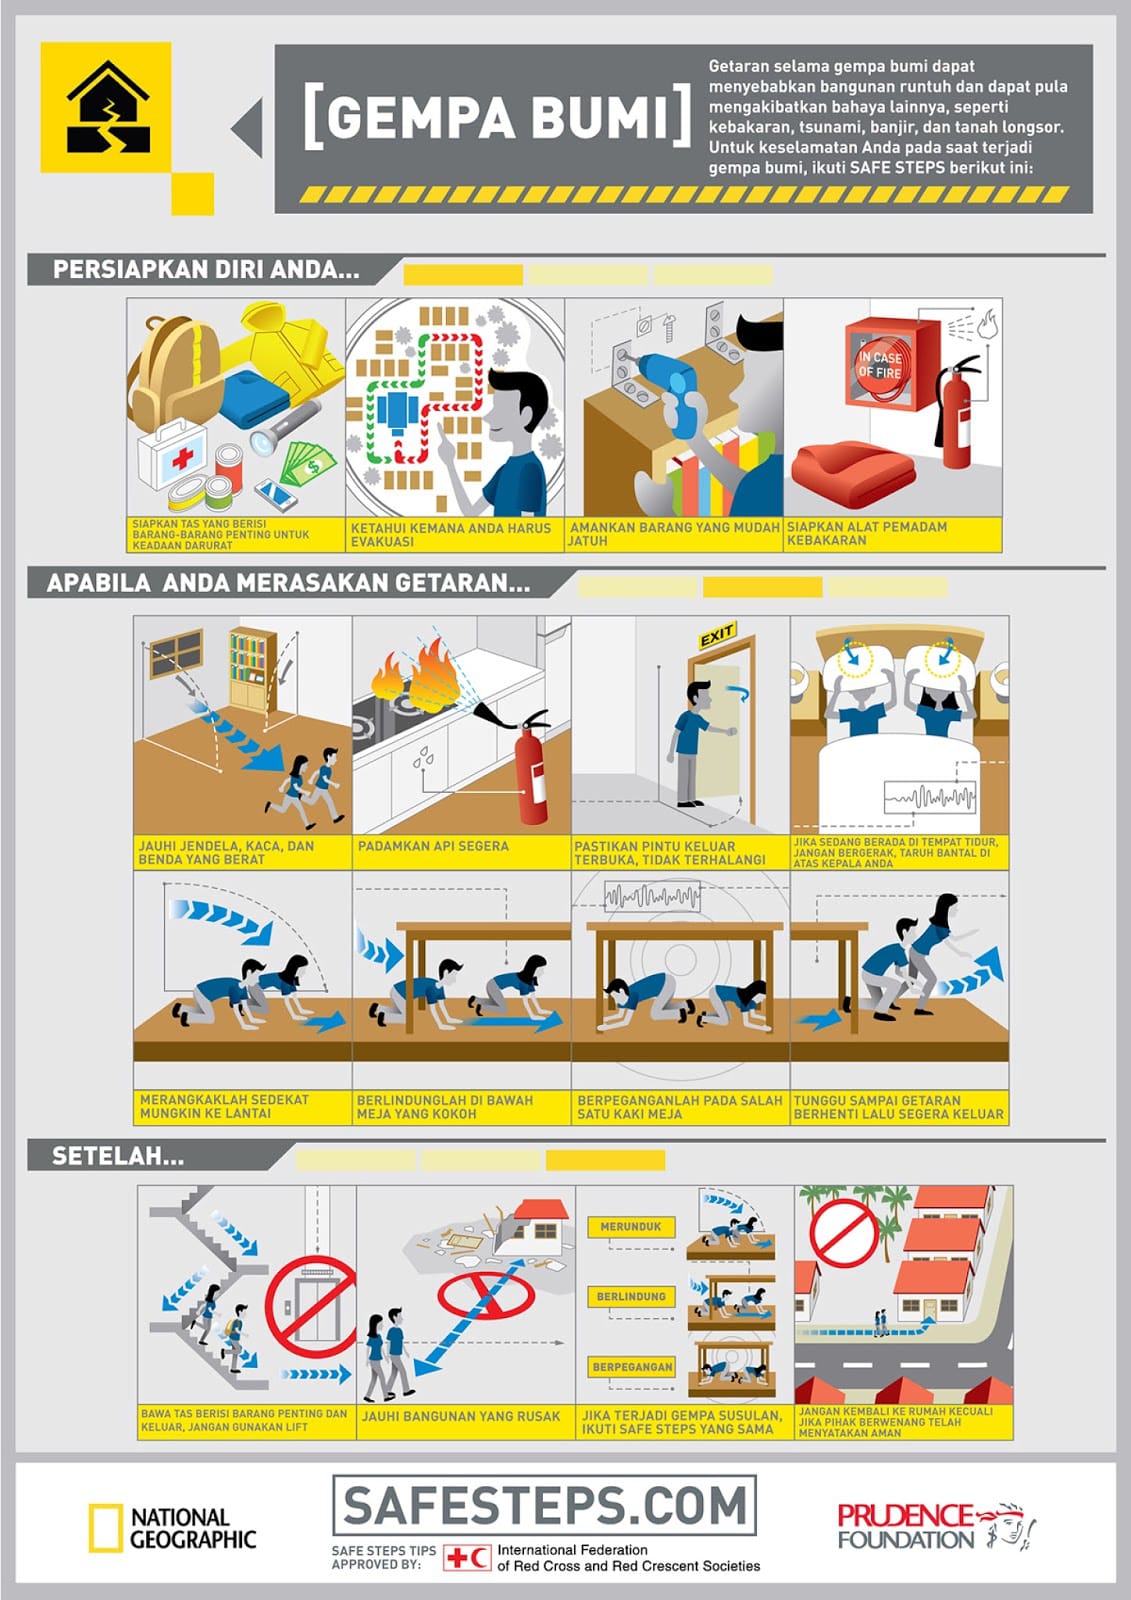 [GEMPA BUMI]
Getaran selama gempa bumi dapat
menyebabkan bangunan runtuh dan dapat pula
mengakibatkan bahaya lainnya, seperti
kebakaran, tsunami, banjir, dan tanah longsor.
Untuk keselamatan Anda pada saat terjadi
gempa bumi, ikuti SAFE STEPS berikut ini:
PERSIAPKAN DIRI ANDA...
IN CASE
OF FIRE
SIAPKAN TAS YANG BERISI
BARANG-BARANG PENTING UNTUK
KEADAAN DARURAT
KETAHUI KEMANA ANDA HARUS
EVAKUASI
AMANKAN BARANG YANG MUDAH
JATUH
SIAPKAN ALAT PEMADAM
KEBAKARAN
APABILA ANDA MERASAKAN GETARAN...
EXIT
JAUHI JENDELA, KACA, DAN
BENDA YANG BERAT
PADAMKAN API SEGERA
PASTIKAN PINTU KELUAR
TERBUKA, TIDAK TERHALANGI
JIKA SEDANG BERADA DI TEMPAT TIDUR,
JANGAN BERGERAK, TARUH BANTAL DI
ATAS KEPALA ANDA
MERANGKAKLAH SEDEKAT
MUNGKIN KE LANTAI
BERLINDUNGLAH DI BAWAH
MEJA YANG KOKOH
BERPEGANGANLAH PADA SALAH
SATU KAKI MEJA
TUNGGU SAMPAI GETARAN
BERHENTI LALU SEGERA KELUAR
SETELAH...
MERUNDUK
BERLINDUNG
BERPEGANGAN
BAWA TAS BERISI BARANG PENTING DAN
KELUAR, JANGAN GUNAKAN LIFT
JAUHI BANGUNAN YANG RUSAK
JIKA TERJADI GEMPA SUSULAN,
IKUTI SAFE STEPS YANG SAMA
JANGAN KEMBALI KE RUMAH KECUALI
JIKA PIHAK BERWENANG TELAH
MENYATAKAN AMAN
NATIONAL
GEOGRAPHIC
SAFESTEPS.COM
SAFE STEPS TIPS
APPROVED BY:
International Federation
of Red Cross and Red Crescent Societies
PRUDENCE
FOUNDATION